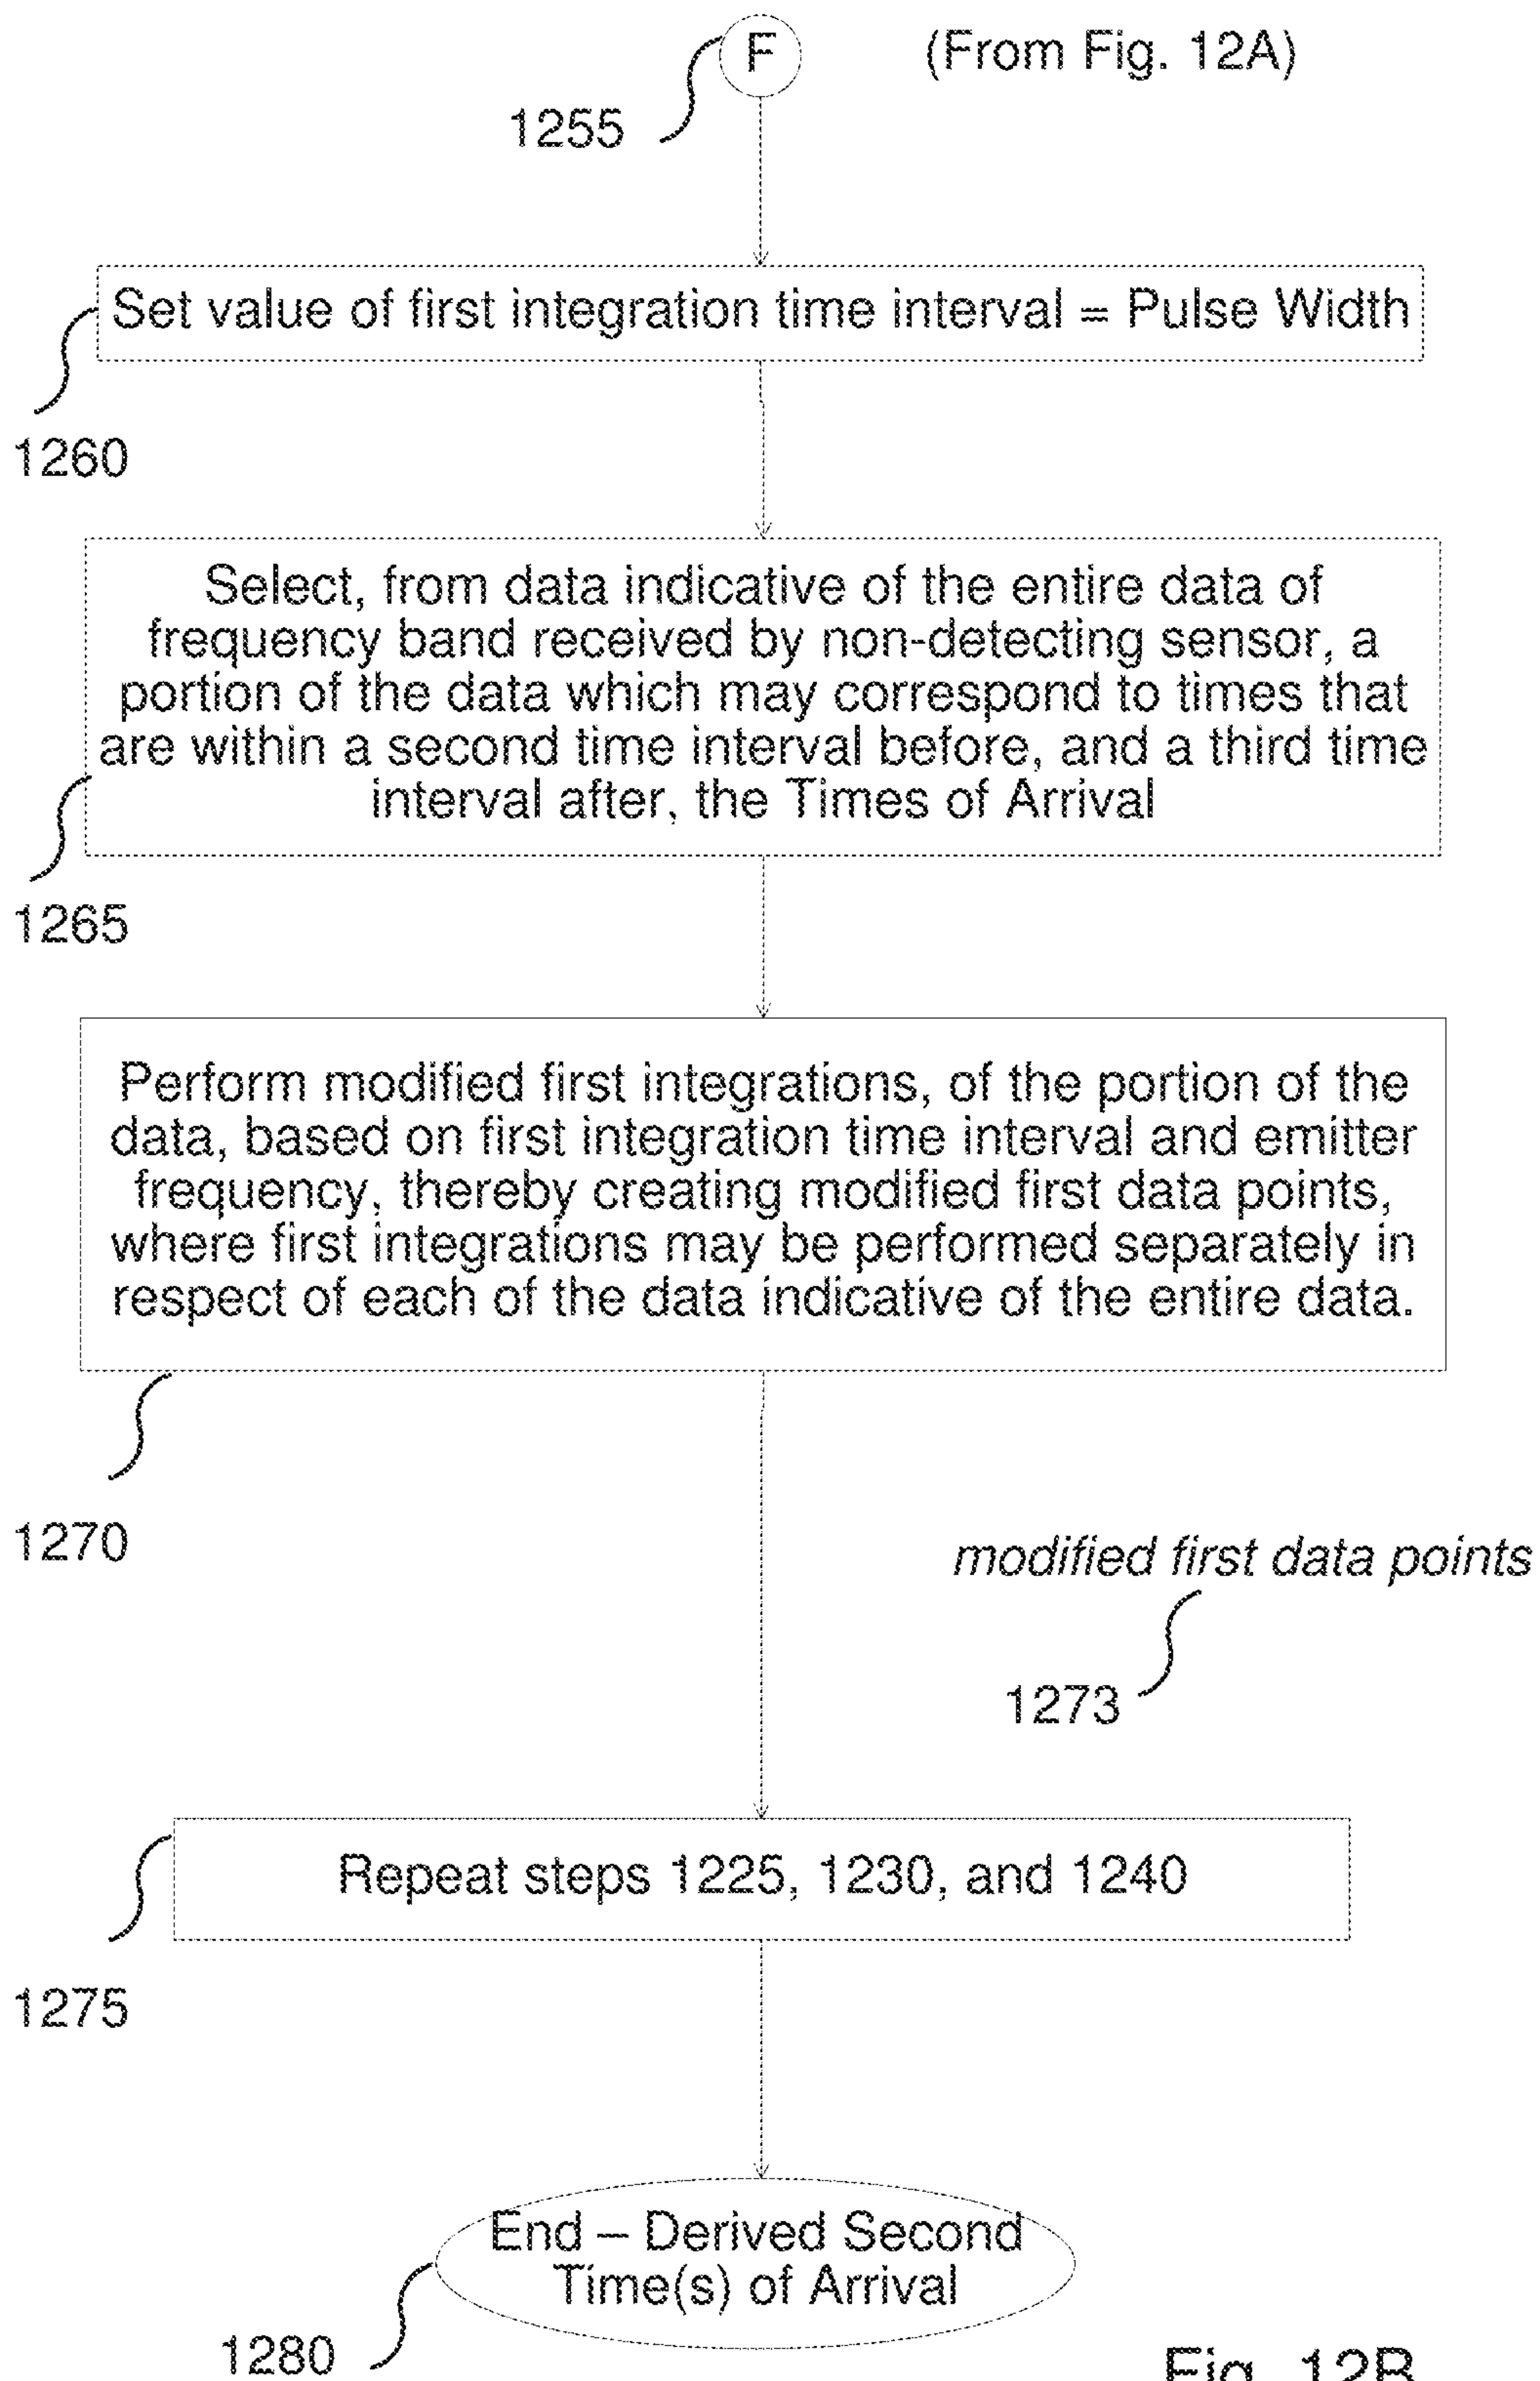 F (From Fig. 12A)
1255
Set value of first integration time interval = Pulse Width
1260
Select, from data indicative of the entire data of
frequency band received by non-detecting sensor, a
portion of the data which may correspond to times that
are within a second time interval before, and a third time
interval after, the Times of Arrival
1265
Perform modified first integrations, of the portion of the
data, based on first integration time interval and emitter
frequency, thereby creating modified first data points,
where first integrations may be performed separately in
respect of each of the data indicative of the entire data.
1270
modified first data points
1273
Repeat steps 1225, 1230, and 1240
1275
End – Derived Second
Time(s) of Arrival
1280
Fig. 12B